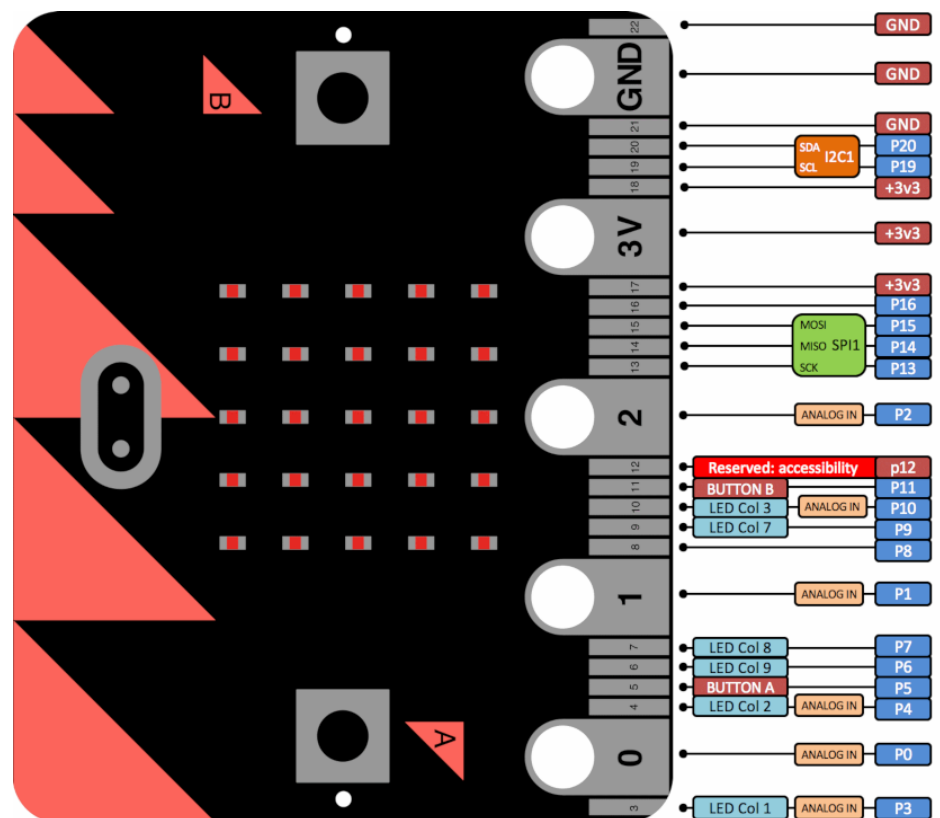 22 GND
GND GND
21 GND
20 SDA I2C1 P20
19 SCL P19
18 +3v3
3V +3v3
17 +3v3
16 P16
15 MOSI P15
14 MISO SPI1 P14
13 SCK P13
2 ANALOG IN P2
12 Reserved: accessibility p12
11 BUTTON B P11
10 LED Col 3 ANALOG IN P10
9 LED Col 7 P9
8 P8
1 ANALOG IN P1
7 LED Col 8 P7
6 LED Col 9 P6
5 BUTTON A P5
4 LED Col 2 ANALOG IN P4
0 ANALOG IN P0
3 LED Col 1 ANALOG IN P3
B
A